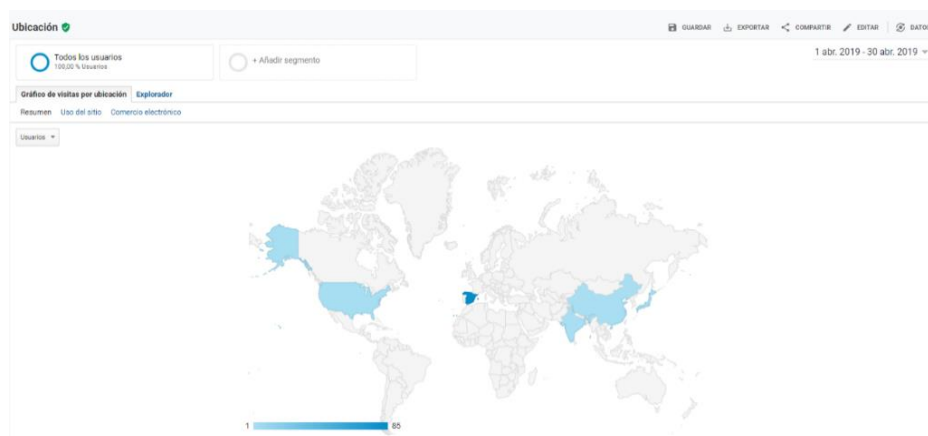 Ubicación
GUARDAR EXPORTAR COMPARTIR EDITAR DATOS
Todos los usuarios
100,00 % Usuarios
+ Añadir segmento
1 abr. 2019 - 30 abr. 2019
Gráfico de visitas por ubicación Explorador
Resumen Uso del sitio Comercio electrónico
Usuarios
1 85